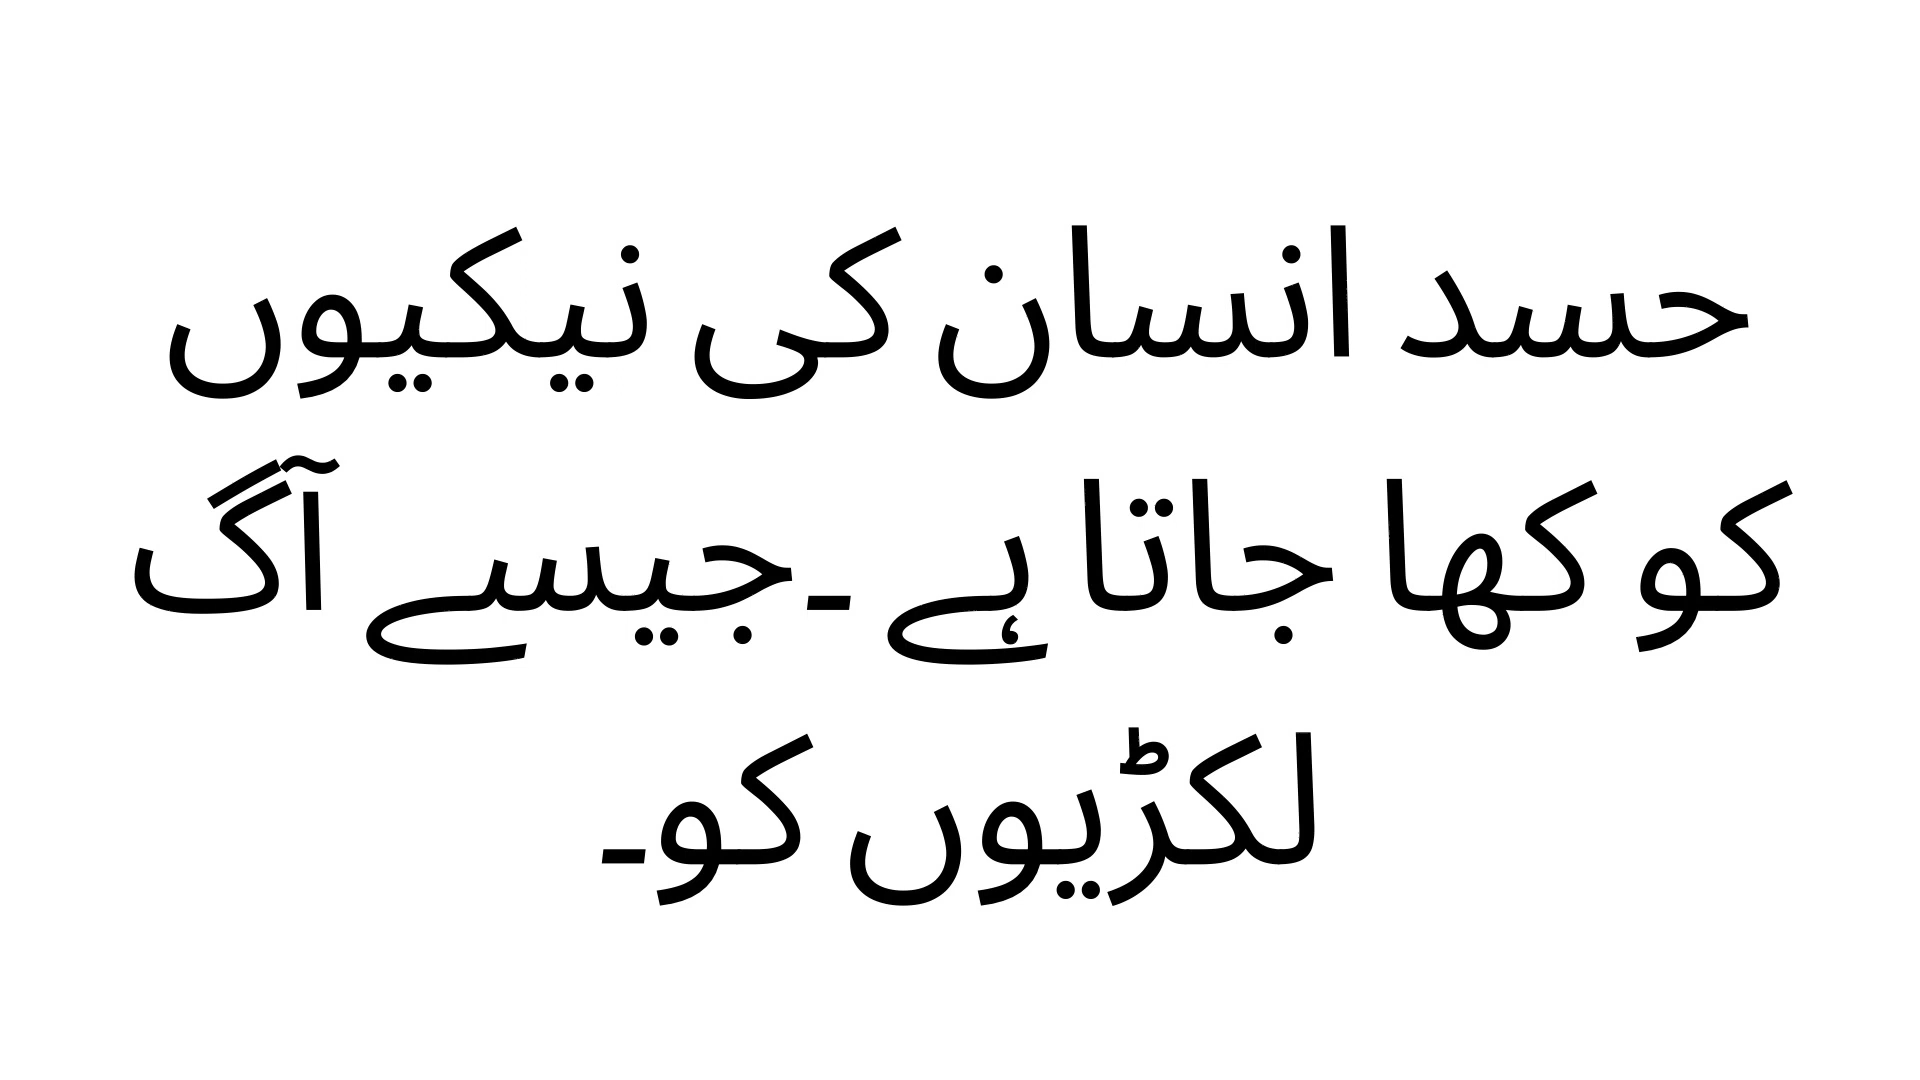 حسد انسان کی نیکیوں
کو کھا جاتا ہے ۔جیسے آگ
لکڑیوں کو۔